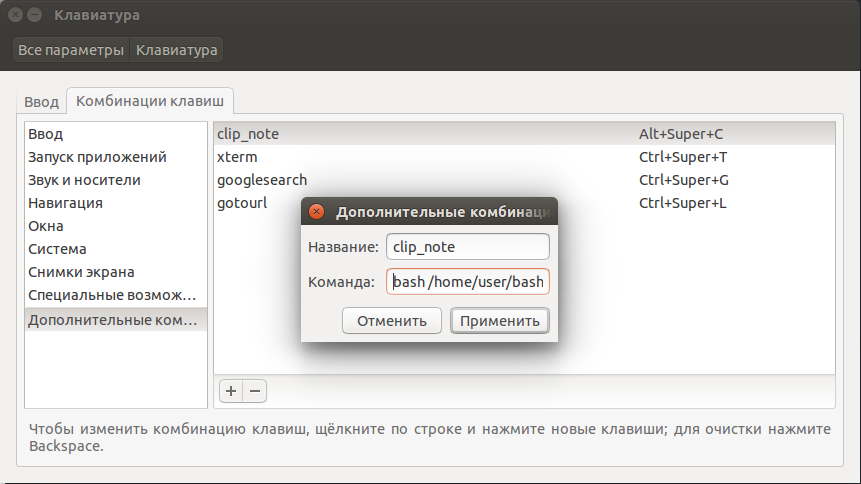 Клавиатура
Все параметры Клавиатура
Ввод Комбинации клавиш
Ввод
Запуск приложений
Звук и носители
Навигация
Окна
Система
Снимки экрана
Специальные возмож...
Дополнительные ком...
clip_note Alt+Super+C
xterm Ctrl+Super+T
googlesearch Ctrl+Super+G
gotourl Ctrl+Super+L
Дополнительные комбинаци
Название: clip_note
Команда: bash /home/user/bash
Отменить Применить
+ −
Чтобы изменить комбинацию клавиш, щёлкните по строке и нажмите новые клавиши; для очистки нажмите
Backspace.